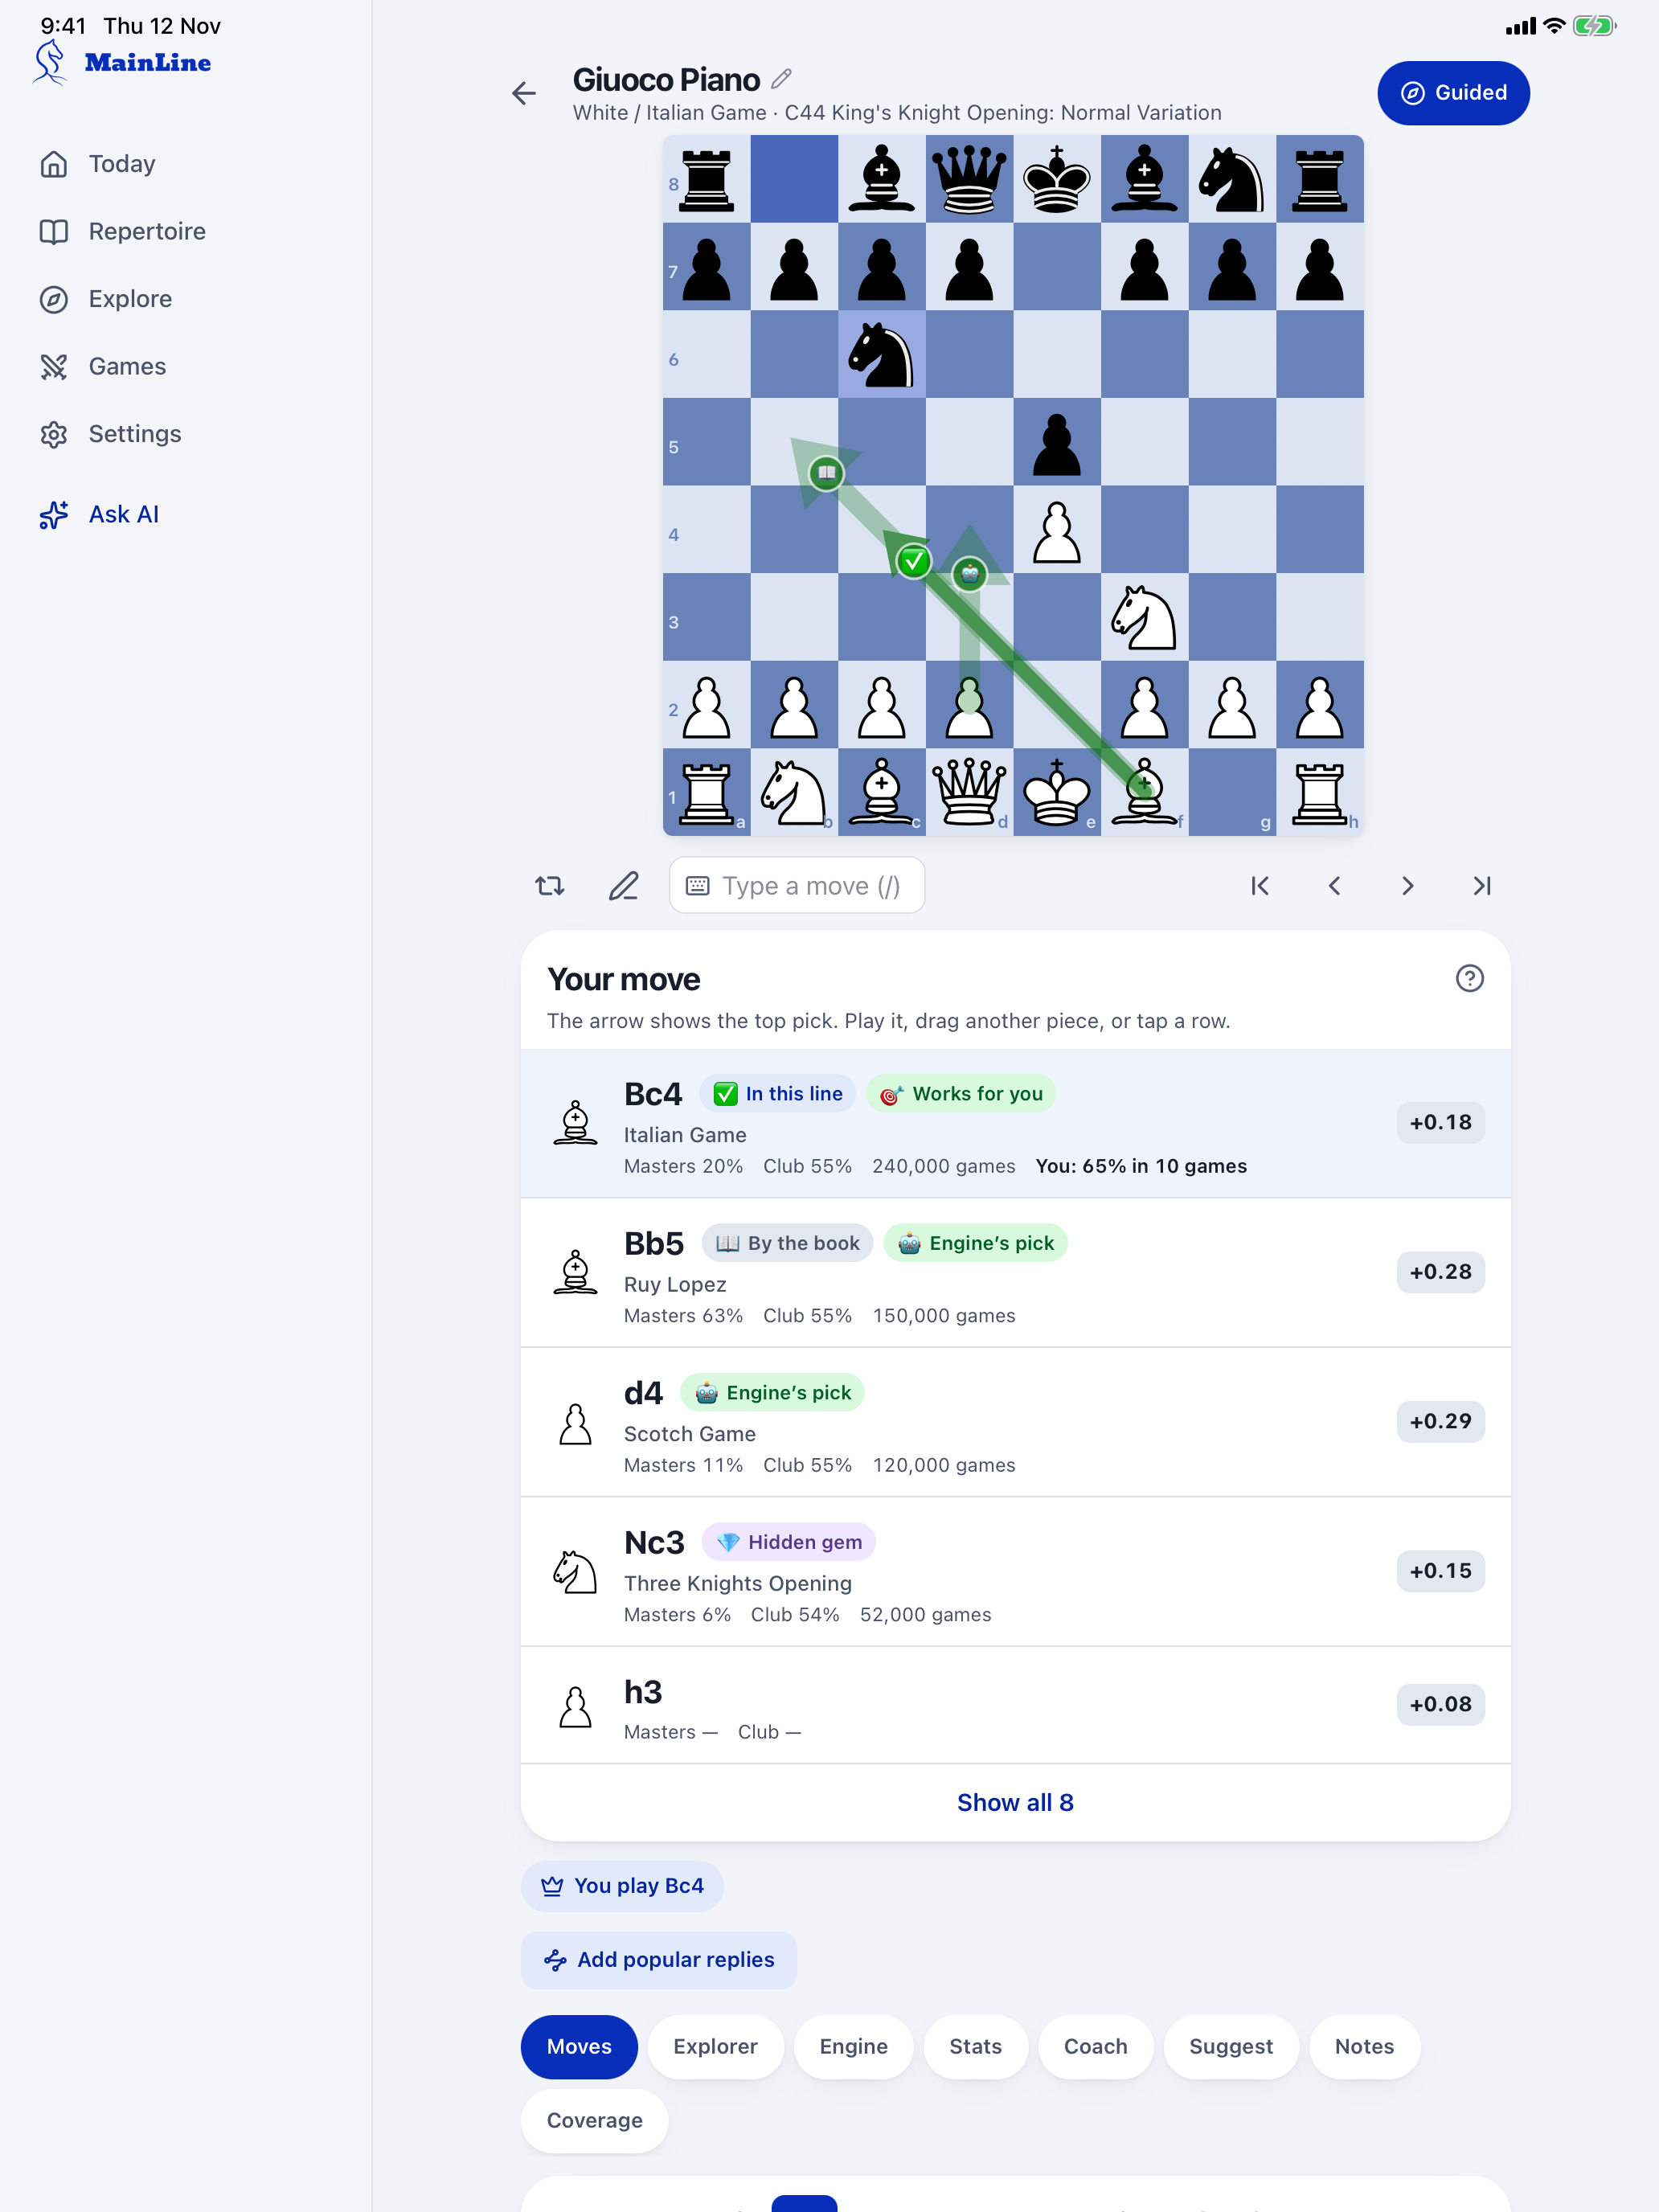 9:41 Thu 12 Nov
MainLine
Today
Repertoire
Explore
Games
Settings
Ask AI
Giuoco Piano
White / Italian Game · C44 King's Knight Opening: Normal Variation
Guided
8
7
6
5
4
3
2
1
a b c d e f g h
Type a move (/)
Your move
The arrow shows the top pick. Play it, drag another piece, or tap a row.
Bc4 In this line Works for you
Italian Game
Masters 20% Club 55% 240,000 games You: 65% in 10 games
+0.18
Bb5 By the book Engine’s pick
Ruy Lopez
Masters 63% Club 55% 150,000 games
+0.28
d4 Engine’s pick
Scotch Game
Masters 11% Club 55% 120,000 games
+0.29
Nc3 Hidden gem
Three Knights Opening
Masters 6% Club 54% 52,000 games
+0.15
h3
Masters — Club —
+0.08
Show all 8
You play Bc4
Add popular replies
Moves Explorer Engine Stats Coach Suggest Notes
Coverage